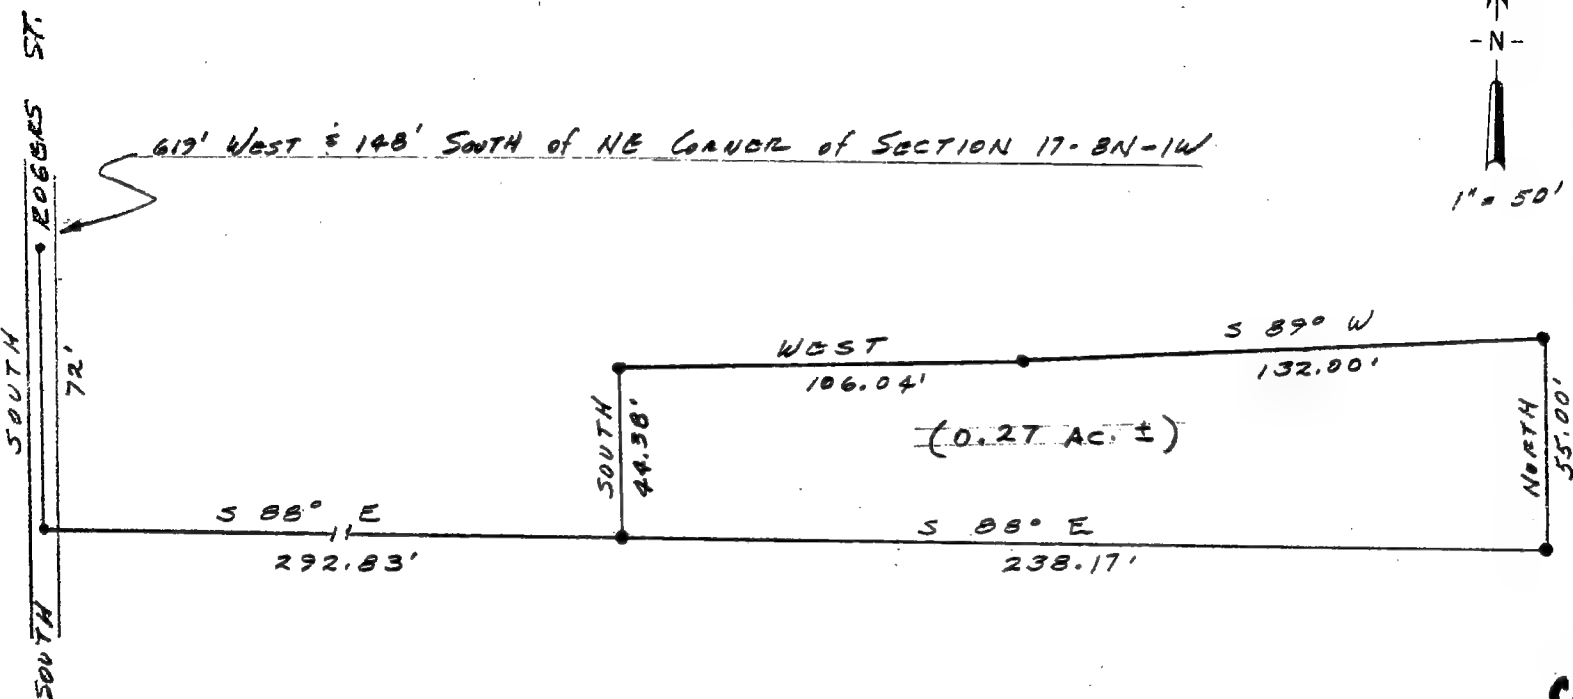 SOUTH ROGERS ST.
- N -
619' WEST & 148' SOUTH of NE CORNER of SECTION 17-8N-1W
1" = 50'
SOUTH
72'
WEST
106.04'
S 89° W
132.00'
SOUTH
44.38'
(0.27 AC. ±)
NORTH
55.00'
S 88° E
292.83'
S 88° E
238.17'